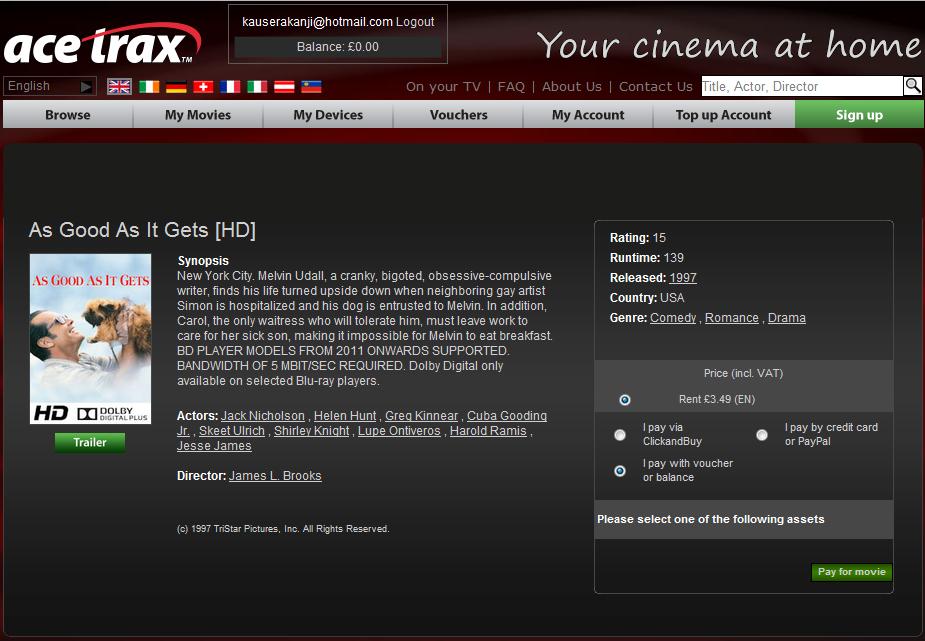 ace trax TM
kauserakanji@hotmail.com Logout
Balance: £0.00
Your cinema at home
English
On your TV | FAQ | About Us | Contact Us
Title, Actor, Director
Browse
My Movies
My Devices
Vouchers
My Account
Top up Account
Sign up
As Good As It Gets [HD]
AS GOOD AS IT GETS
HD DOLBY
DIGITAL PLUS
Trailer
Synopsis
New York City. Melvin Udall, a cranky, bigoted, obsessive-compulsive
writer, finds his life turned upside down when neighboring gay artist
Simon is hospitalized and his dog is entrusted to Melvin. In addition,
Carol, the only waitress who will tolerate him, must leave work to
care for her sick son, making it impossible for Melvin to eat breakfast.
BD PLAYER MODELS FROM 2011 ONWARDS SUPPORTED.
BANDWIDTH OF 5 MBIT/SEC REQUIRED. Dolby Digital only
available on selected Blu-ray players.
Actors: Jack Nicholson , Helen Hunt , Greg Kinnear , Cuba Gooding
Jr. , Skeet Ulrich , Shirley Knight , Lupe Ontiveros , Harold Ramis ,
Jesse James
Director: James L. Brooks
(c) 1997 TriStar Pictures, Inc. All Rights Reserved.
Rating: 15
Runtime: 139
Released: 1997
Country: USA
Genre: Comedy , Romance , Drama
Price (incl. VAT)
Rent £3.49 (EN)
I pay via
ClickandBuy
I pay by credit card
or PayPal
I pay with voucher
or balance
Please select one of the following assets
Pay for movie